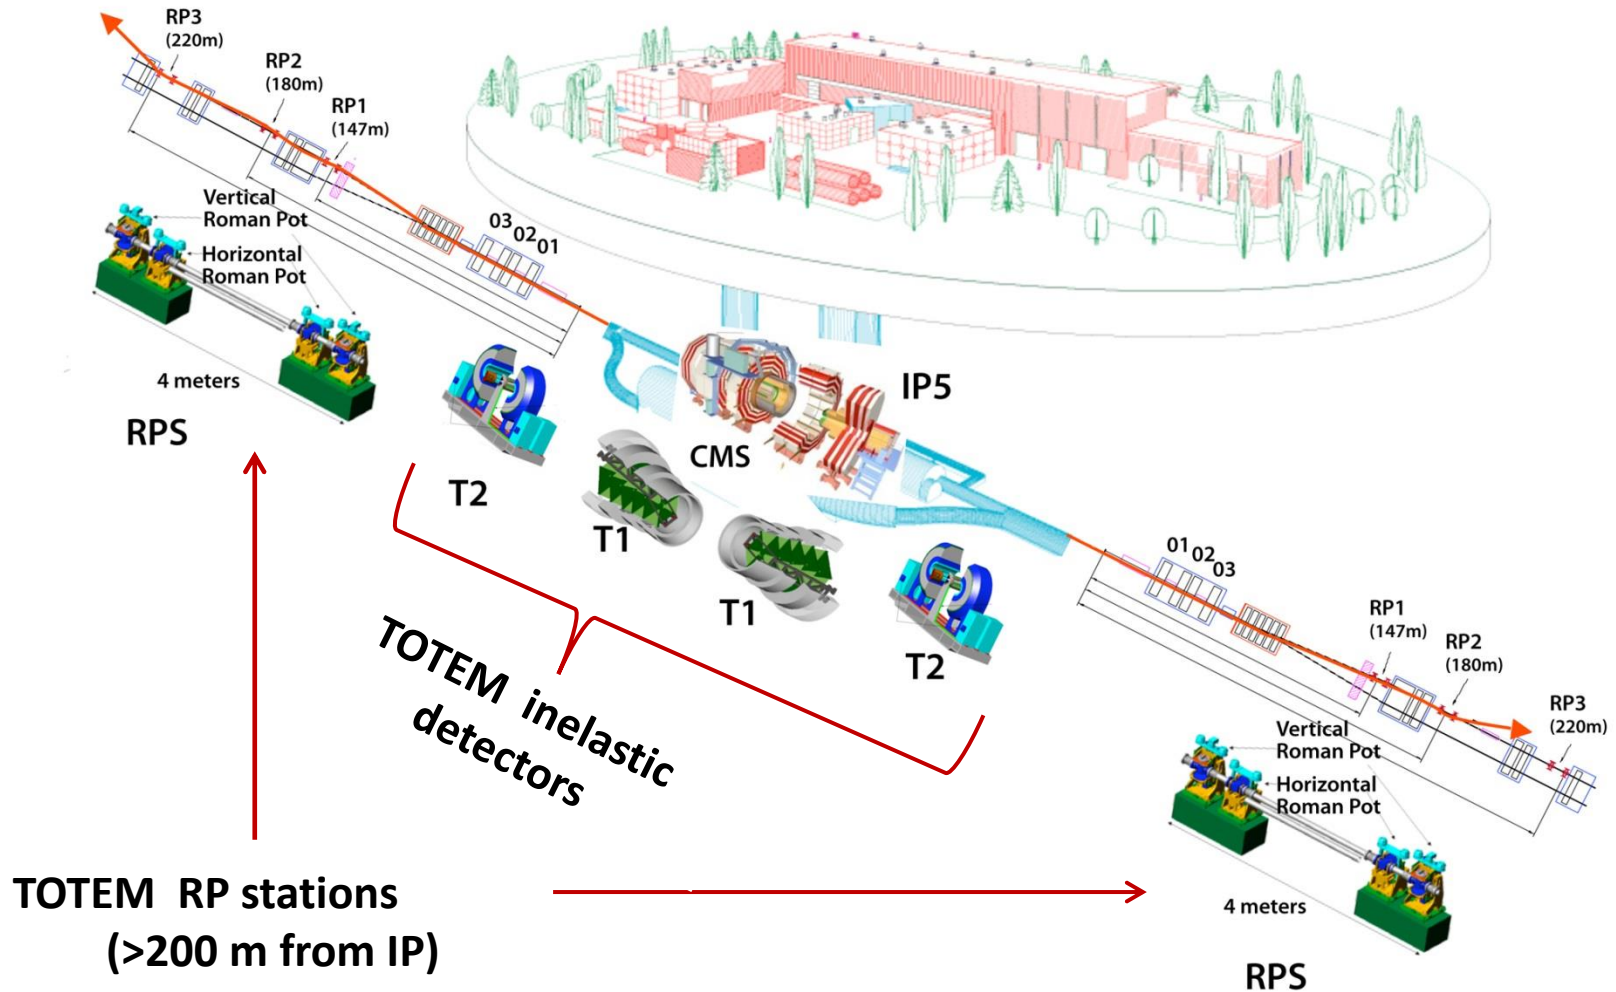 RP3
(220m)
RP2
(180m)
RP1
(147m)
Vertical
Roman Pot
Horizontal
Roman Pot
03
02
01
4 meters
RPS
T2
T1
CMS
IP5
T1
T2
01
02
03
RP1
(147m)
RP2
(180m)
RP3
(220m)
Vertical
Roman Pot
Horizontal
Roman Pot
4 meters
RPS
TOTEM inelastic
detectors
TOTEM RP stations
(>200 m from IP)